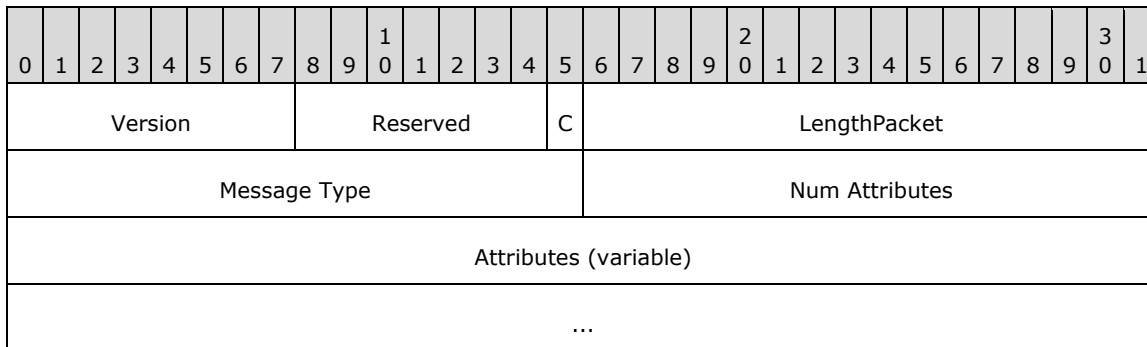 1 2 3
0 1 2 3 4 5 6 7 8 9 0 1 2 3 4 5 6 7 8 9 0 1 2 3 4 5 6 7 8 9 0 1
Version Reserved C LengthPacket
Message Type Num Attributes
Attributes (variable)
...